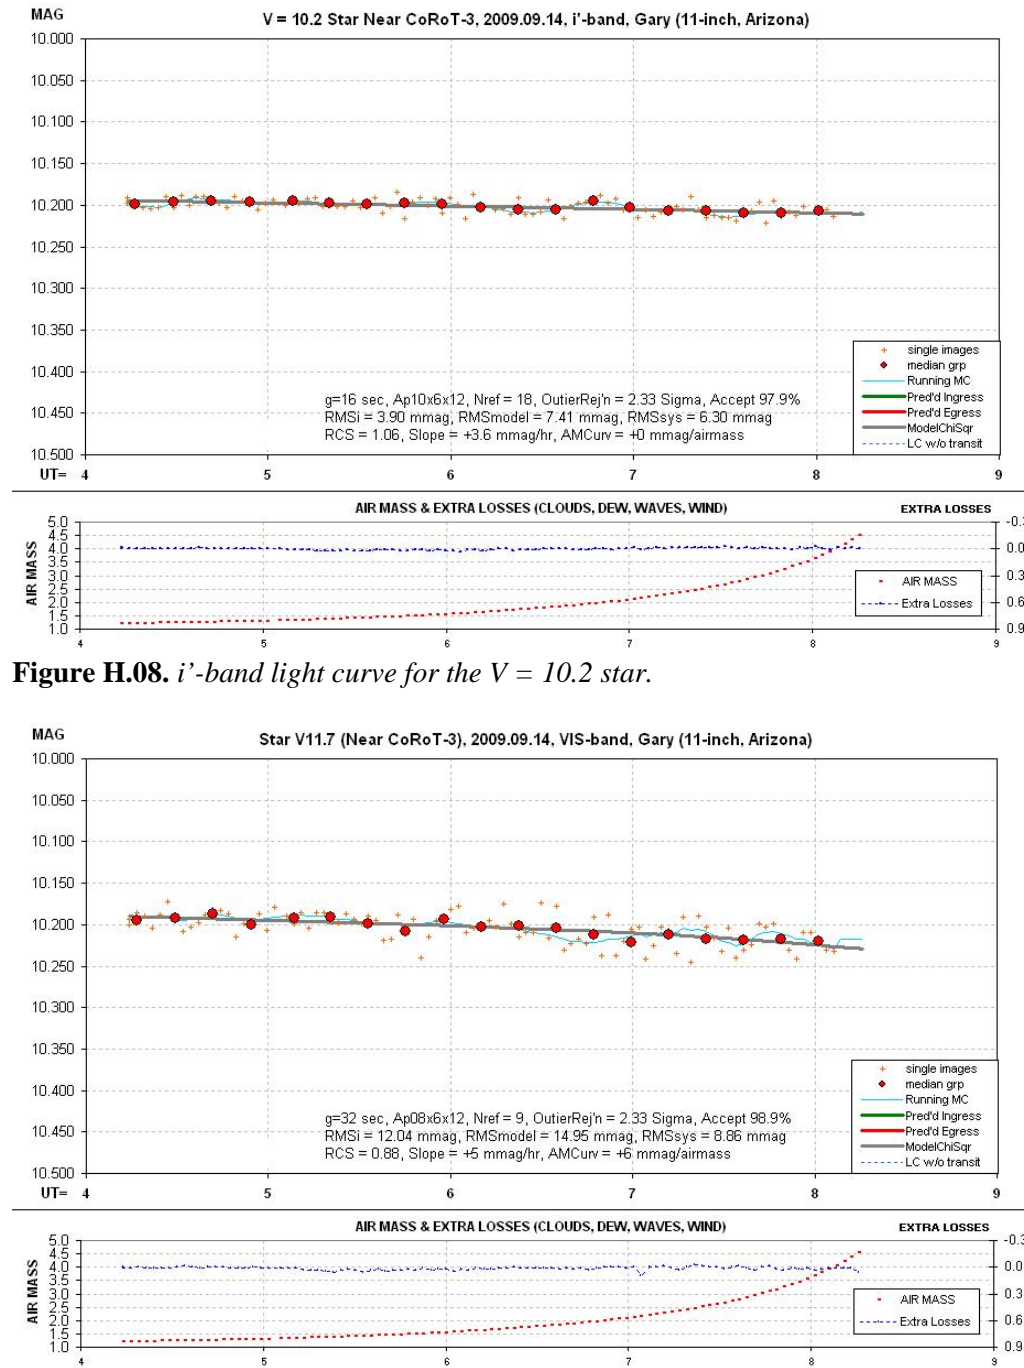 MAG
V = 10.2 Star Near CoRoT-3, 2009.09.14, i'-band, Gary (11-inch, Arizona)
10.000
10.050
10.100
10.150
10.200
10.250
10.300
10.350
10.400
10.450
10.500
single images
median grp
Running MC
Pred'd Ingress
Pred'd Egress
ModelChiSqr
LC w/o transit
g=16 sec, Ap10x6x12, Nref = 18, OutierRej'n = 2.33 Sigma, Accept 97.9%
RMSi = 3.90 mmag, RMSmodel = 7.41 mmag, RMSsys = 6.30 mmag
RCS = 1.06, Slope = +3.6 mmag/hr, AMCurv = +0 mmag/airmass
UT= 4 5 6 7 8 9
AIR MASS & EXTRA LOSSES (CLOUDS, DEW, WAVES, WIND)
EXTRA LOSSES
AIR MASS
5.0
4.5
4.0
3.5
3.0
2.5
2.0
1.5
1.0
0.0
0.3
0.6
0.9
AIR MASS
Extra Losses
4 5 6 7 8 9
Figure H.08. i'-band light curve for the V = 10.2 star.
MAG
Star V11.7 (Near CoRoT-3), 2009.09.14, VIS-band, Gary (11-inch, Arizona)
10.000
10.050
10.100
10.150
10.200
10.250
10.300
10.350
10.400
10.450
10.500
single images
median grp
Running MC
Pred'd Ingress
Pred'd Egress
ModelChiSqr
LC w/o transit
g=32 sec, Ap08x6x12, Nref = 9, OutierRej'n = 2.33 Sigma, Accept 98.9%
RMSi = 12.04 mmag, RMSmodel = 14.95 mmag, RMSsys = 8.86 mmag
RCS = 0.88, Slope = +5 mmag/hr, AMCurv = +6 mmag/airmass
UT= 4 5 6 7 8 9
AIR MASS & EXTRA LOSSES (CLOUDS, DEW, WAVES, WIND)
EXTRA LOSSES
AIR MASS
5.0
4.5
4.0
3.5
3.0
2.5
2.0
1.5
1.0
-0.3
0.0
0.3
0.6
0.9
AIR MASS
Extra Losses
4 5 6 7 8 9